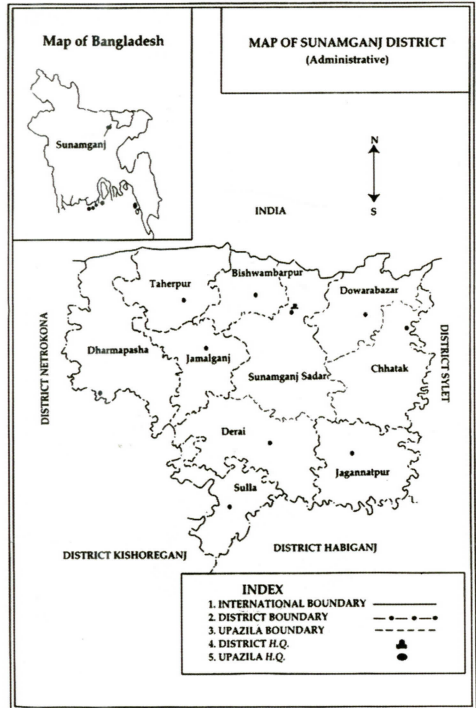 Map of Bangladesh
Sunamganj
MAP OF SUNAMGANJ DISTRICT
(Administrative)
N
S
INDIA
Bishwambarpur
Taherpur
Dowarabazar
DISTRICT NETROKONA
Dharmapasha
Jamalganj
Sunamganj Sadar
Chhatak
DISTRICT SYLET
Derai
Jagannatpur
Sulla
DISTRICT KISHOREGANJ
DISTRICT HABIGANJ
INDEX
1. INTERNATIONAL BOUNDARY
2. DISTRICT BOUNDARY
3. UPAZILA BOUNDARY
4. DISTRICT H.Q.
5. UPAZILA H.Q.